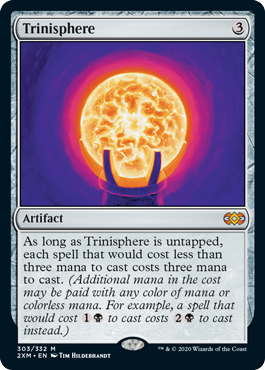 Trinisphere 3
Artifact
As long as Trinisphere is untapped,
each spell that would cost less than
three mana to cast costs three mana
to cast. (Additional mana in the cost
may be paid with any color of mana or
colorless mana. For example, a spell that
would cost 1 to cast costs 2 to cast
instead.)
303/332 M
2XM • EN Tim Hildebrandt
™ & © 2020 Wizards of the Coast